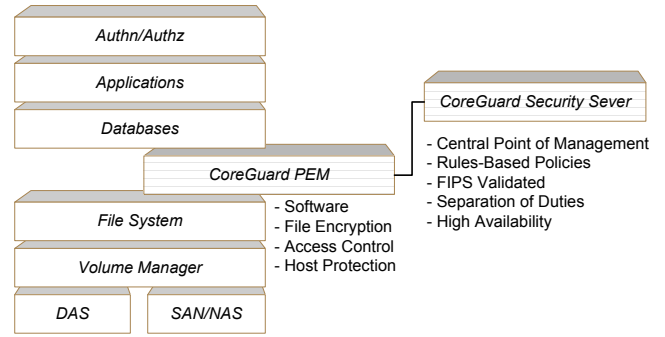 Authn/Authz
Applications
Databases
CoreGuard PEM
- Software
- File Encryption
- Access Control
- Host Protection
File System
Volume Manager
DAS
SAN/NAS
CoreGuard Security Sever
- Central Point of Management
- Rules-Based Policies
- FIPS Validated
- Separation of Duties
- High Availability